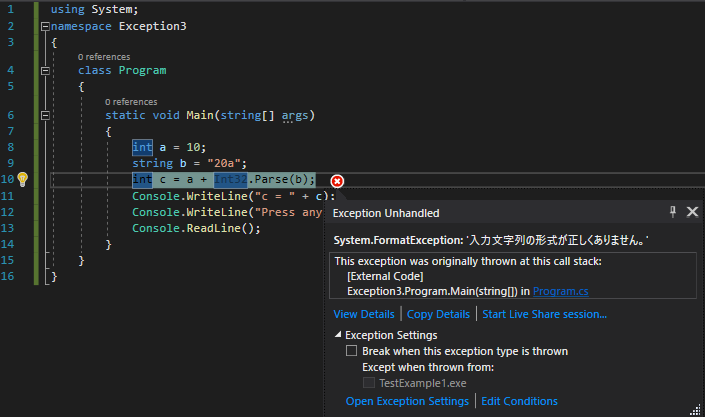 1 using System;
2 namespace Exception3
3 {
0 references
4 class Program
5 {
0 references
6 static void Main(string[] args)
7 {
8 int a = 10;
9 string b = "20a";
10 int c = a + Int32.Parse(b);
11 Console.WriteLine("c = " + c);
12 Console.WriteLine("Press any
13 Console.ReadLine();
14 }
15 }
16 }
Exception Unhandled
System.FormatException: '入力文字列の形式が正しくありません。'
This exception was originally thrown at this call stack:
[External Code]
Exception3.Program.Main(string[]) in Program.cs
View Details | Copy Details | Start Live Share session...
Exception Settings
Break when this exception type is thrown
Except when thrown from:
TestExample1.exe
Open Exception Settings | Edit Conditions